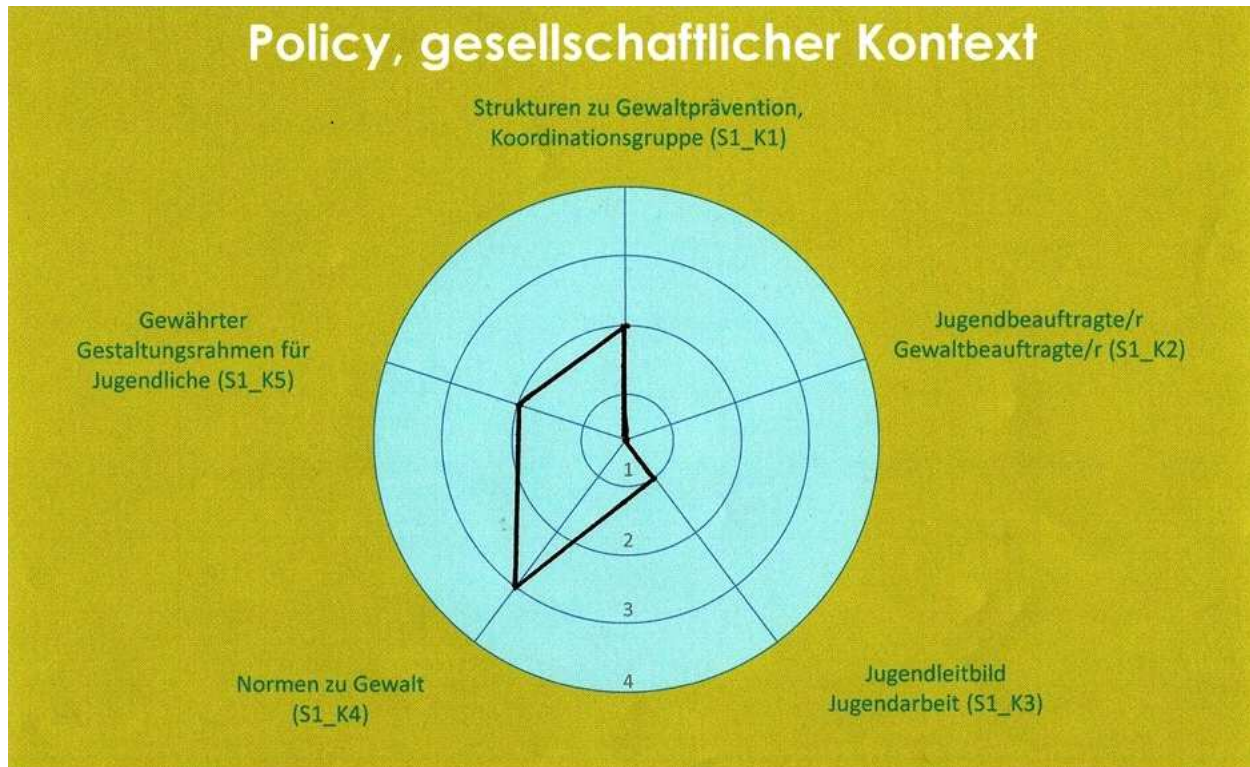 Policy, gesellschaftlicher Kontext
Strukturen zu Gewaltprävention,
Koordinationsgruppe (S1_K1)
Gewährter
Gestaltungsrahmen für
Jugendliche (S1_K5)
Jugendbeauftragte/r
Gewaltbeauftragte/r (S1_K2)
1
2
3
4
Normen zu Gewalt
(S1_K4)
Jugendleitbild
Jugendarbeit (S1_K3)